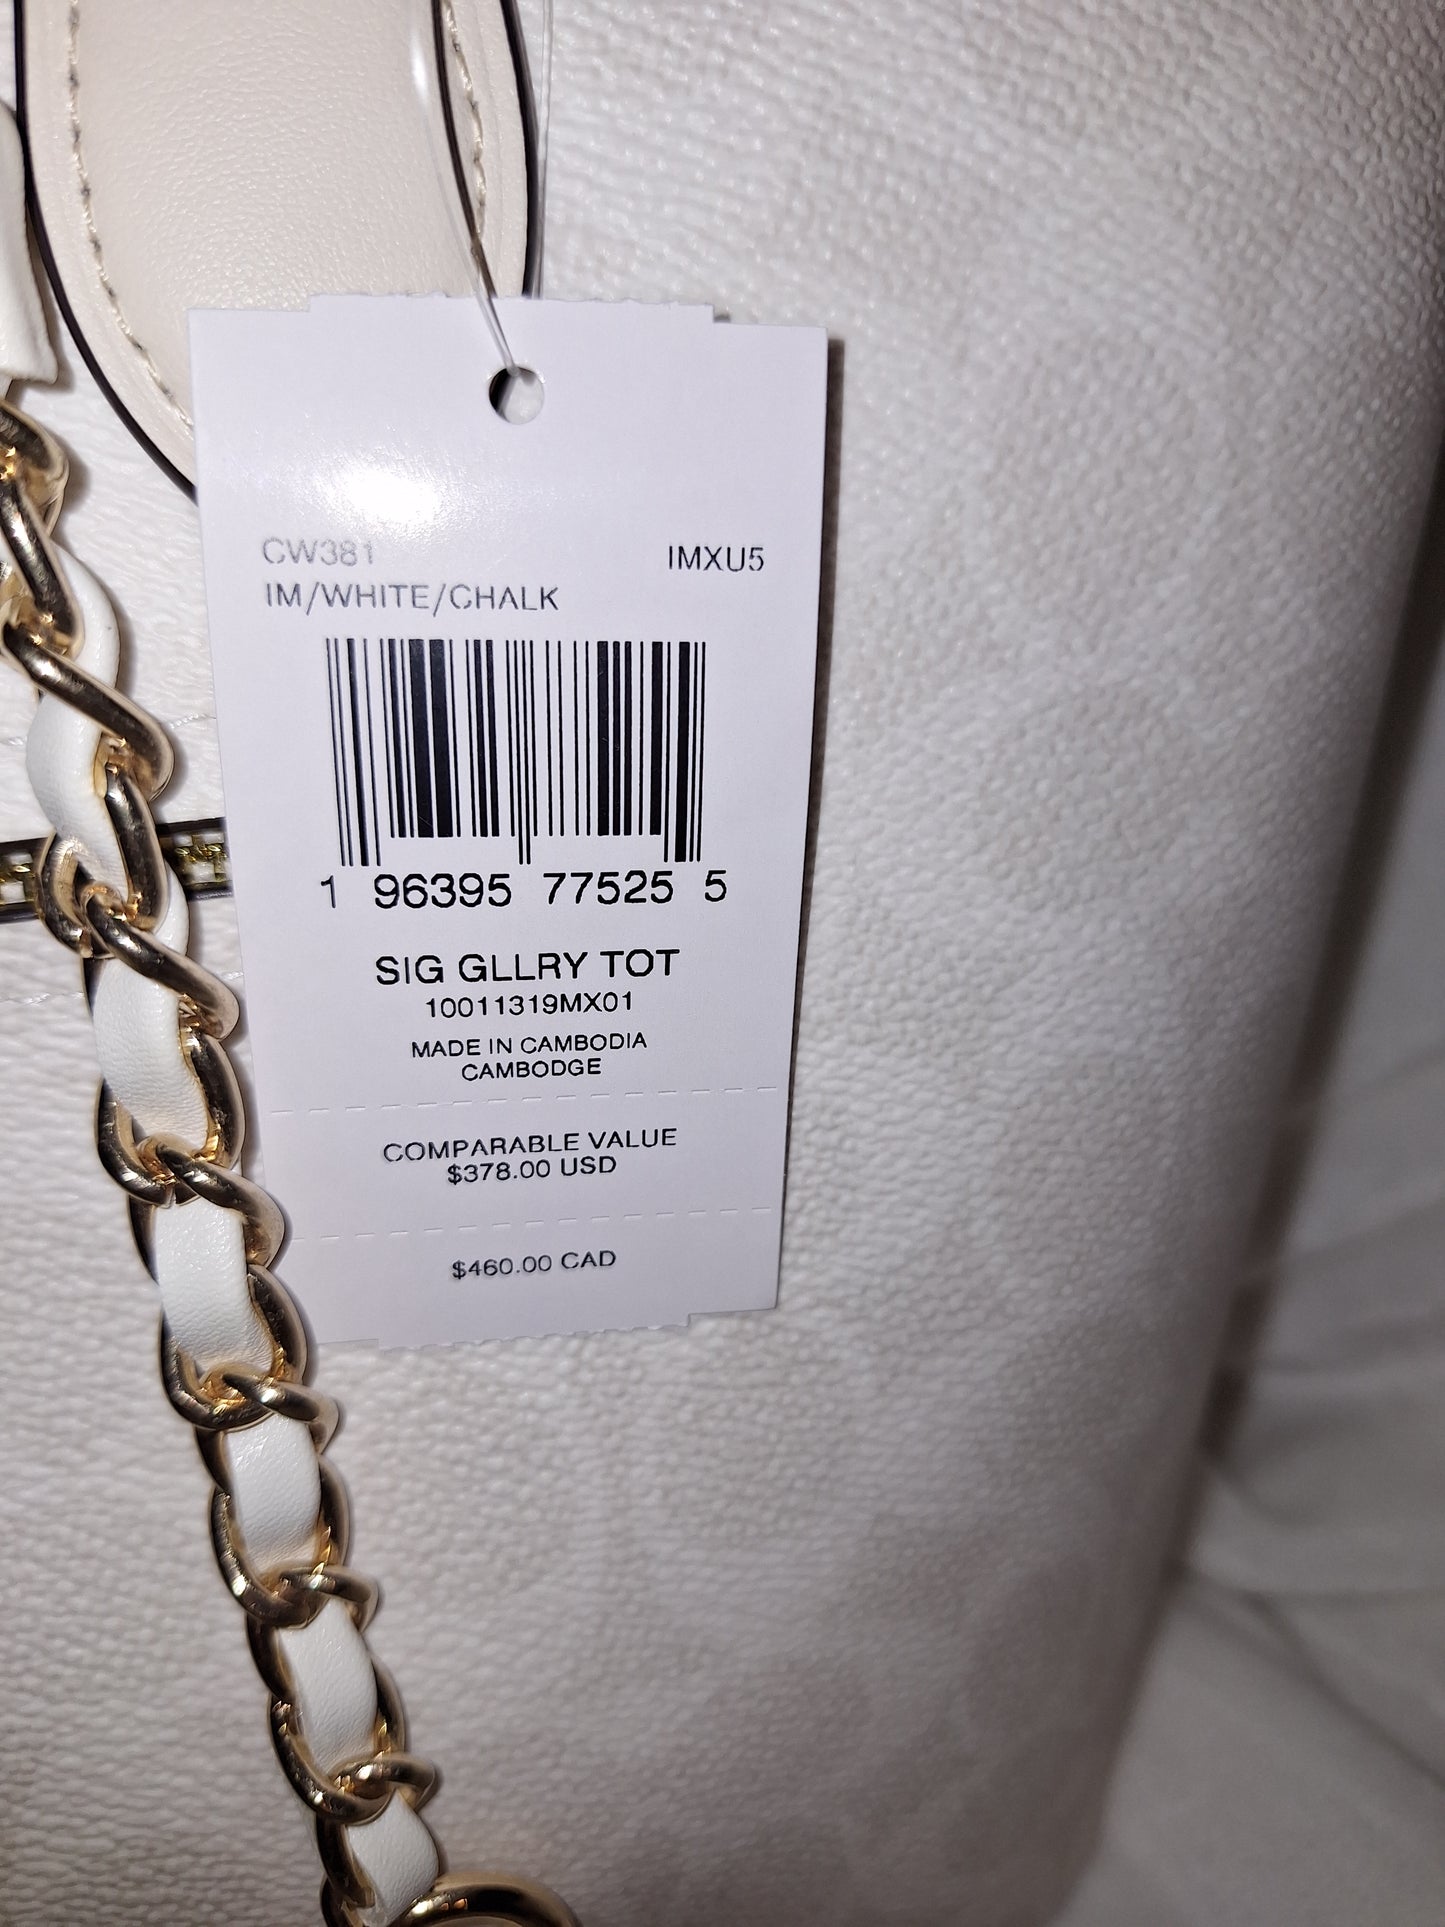 CW381 IMXU5
IM/WHITE/CHALK
1 96395 77525 5
SIG GLLRY TOT
10011319MX01
MADE IN CAMBODIA
CAMBODGE
COMPARABLE VALUE
$378.00 USD
$460.00 CAD